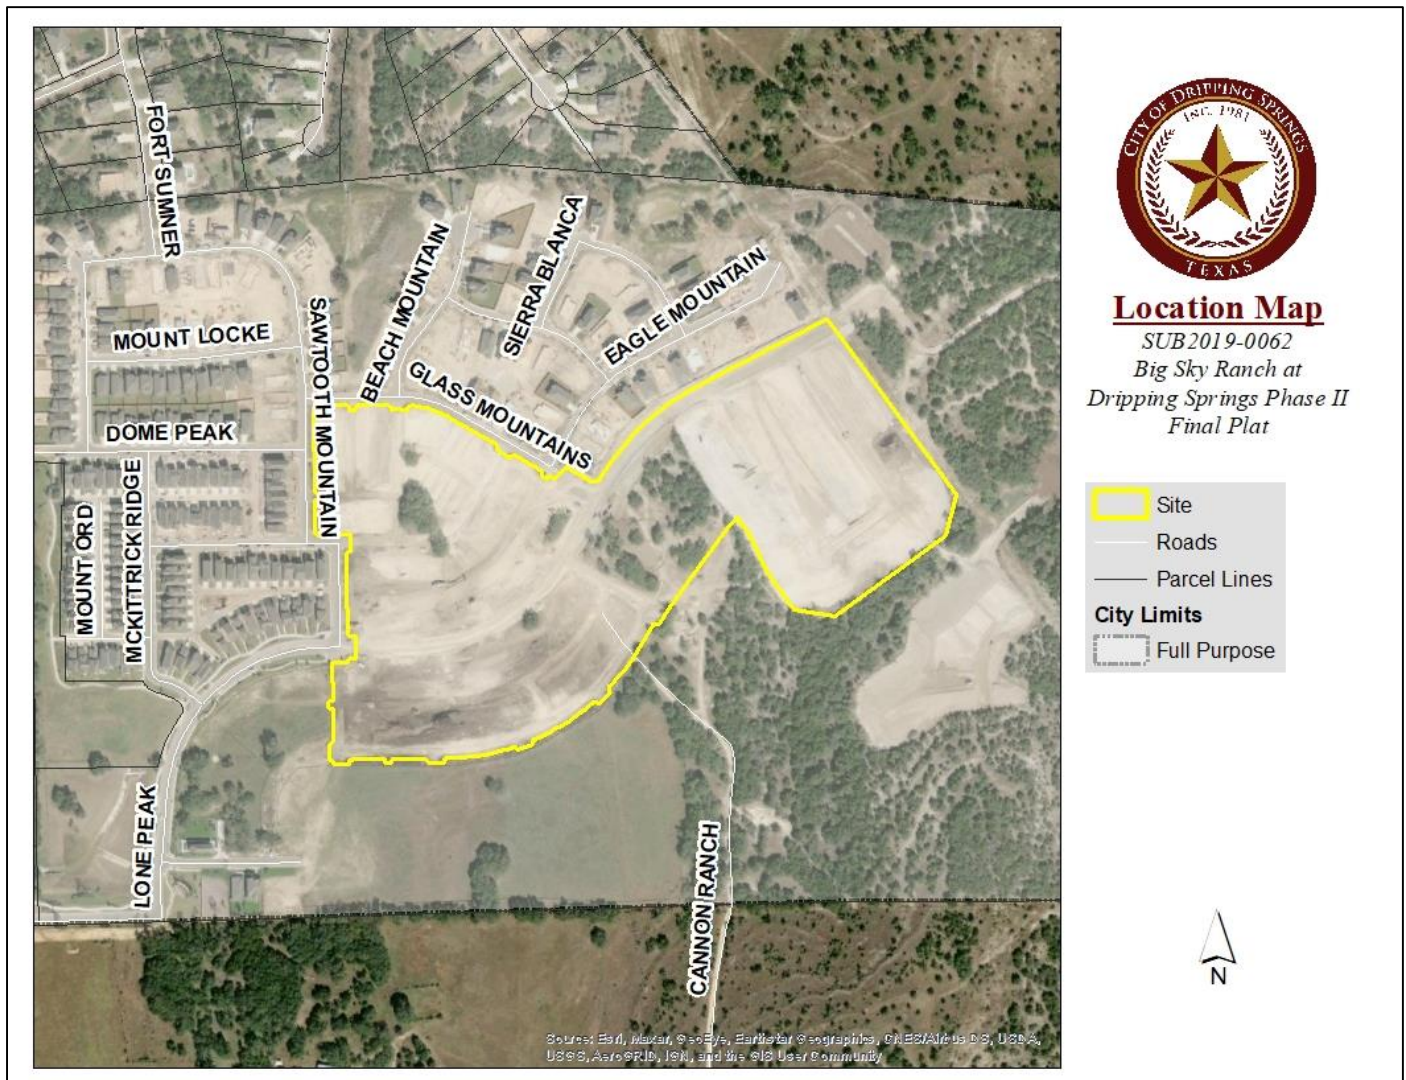 FORT SUMNER
BEACH MOUNTAIN
SIERRA BLANCA
EAGLE MOUNTAIN
MOUNT LOCKE
SAWTOOTH MOUNTAIN
GLASS MOUNTAINS
DOME PEAK
MOUNT ORD
MCKITTRICK RIDGE
LONE PEAK
CANNON RANCH
Source: Esri, Maxar, GeoEye, Earthstar Geographics, CNES/Airbus DS, USDA,
USGS, AeroGRID, IGN, and the GIS User Community
CITY OF DRIPPING SPRINGS
INC. 1981
TEXAS
Location Map
SUB2019-0062
Big Sky Ranch at
Dripping Springs Phase II
Final Plat
Site
Roads
Parcel Lines
City Limits
Full Purpose
N